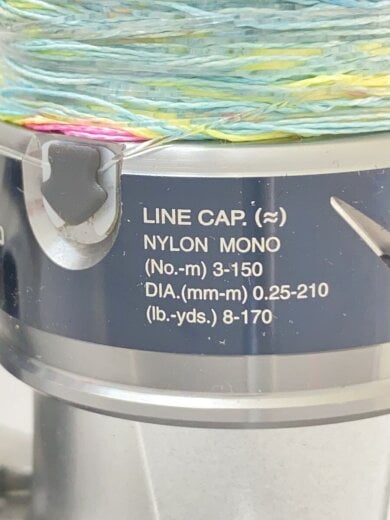 LINE CAP. (≈)
NYLON MONO
(No.-m) 3-150
DIA.(mm-m) 0.25-210
(lb.-yds.) 8-170